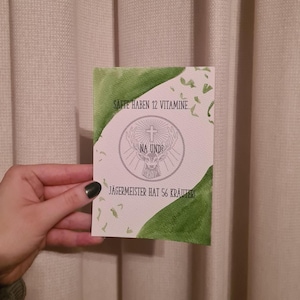 SÄFTE HABEN 12 VITAMINE...
NA UND!
JÄGERMEISTER HAT 56 KRÄUTER!